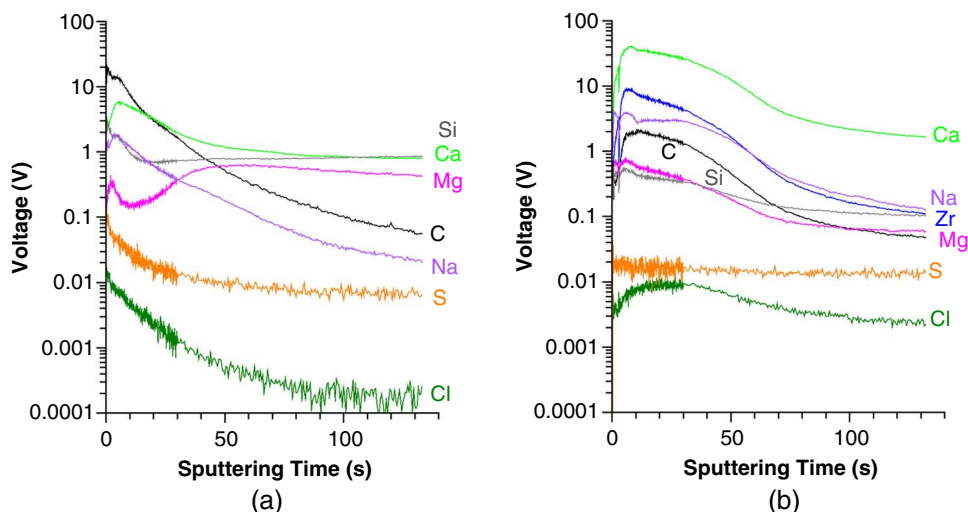 100
10
1
0.1
0.01
0.001
0.0001
Voltage (V)
0
50
100
Sputtering Time (s)
Si
Ca
Mg
C
Na
S
Cl
(a)
100
10
1
0.1
0.01
0.001
0.0001
Voltage (V)
0
50
100
Sputtering Time (s)
C
Si
Ca
Na
Zr
Mg
S
Cl
(b)